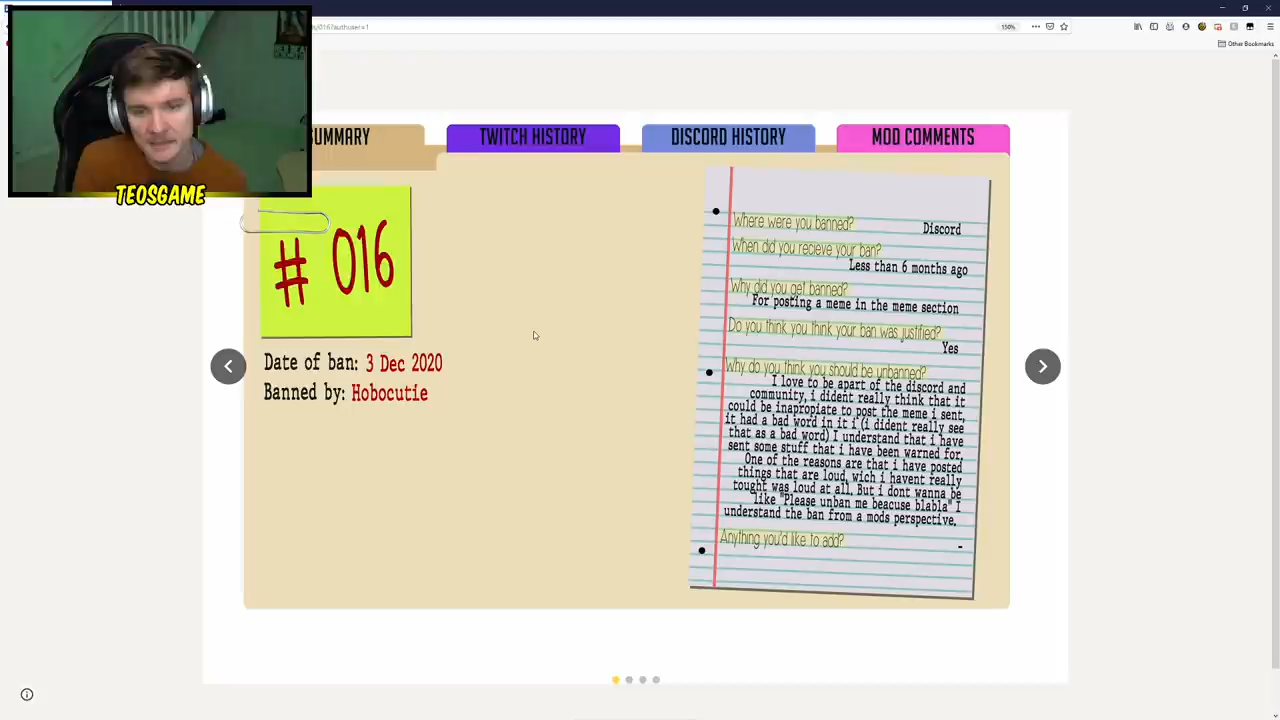 /016?authuser=1
150%
Other Bookmarks
TEOSGAME
SUMMARY
TWITCH HISTORY
DISCORD HISTORY
MOD COMMENTS
# 016
Date of ban: 3 Dec 2020
Banned by: Hobocutie
Where were you banned?
Discord
When did you recieve your ban?
Less than 6 months ago
Why did you get banned?
For posting a meme in the meme section
Do you think you think your ban was justified?
Yes
Why do you think you should be unbanned?
I love to be apart of the discord and
community, i dident really think that it
could be inapropiate to post the meme i sent,
it had a bad word in it i (i dident really see
that as a bad word) I understand that i have
sent some stuff that i have been warned for,
One of the reasons are that i have posted
things that are loud, wich i havent really
tought was loud at all. But i dont wanna be
like "Please unban me beacuse blabla" I
understand the ban from a mods perspective.
Anything you'd like to add?
-